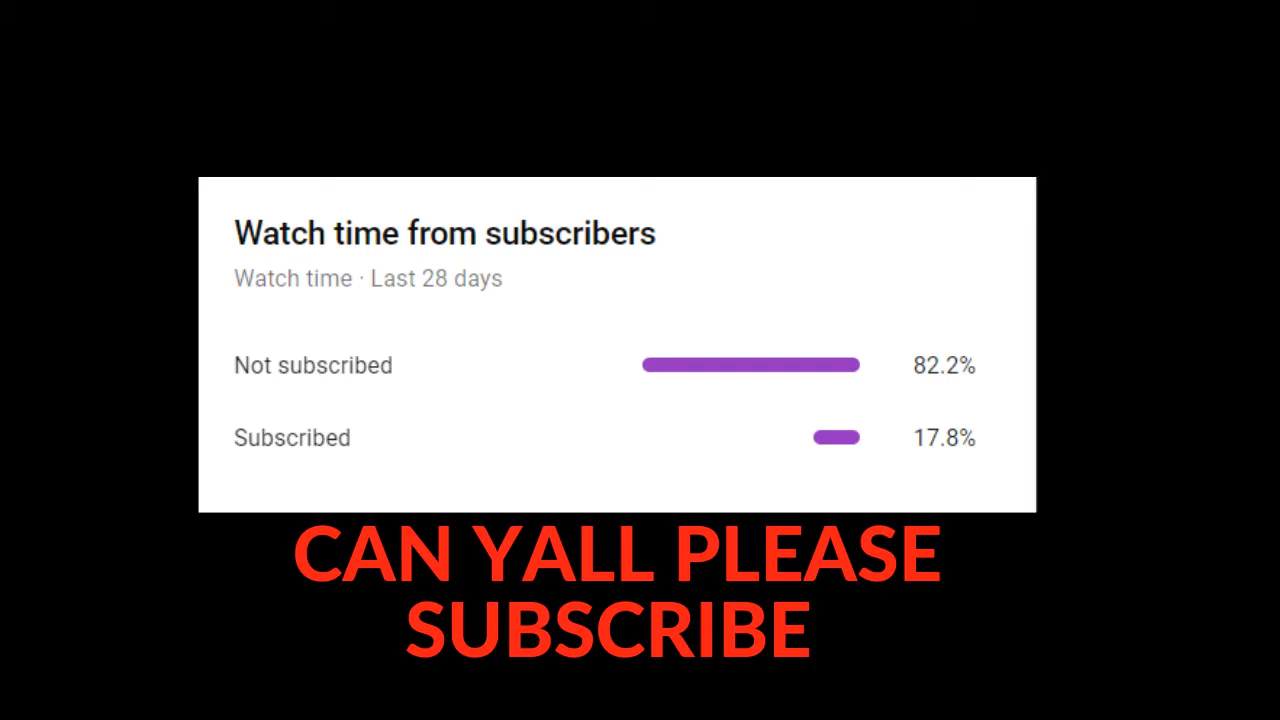 Watch time from subscribers
Watch time · Last 28 days
Not subscribed 82.2%
Subscribed 17.8%
CAN YALL PLEASE
SUBSCRIBE